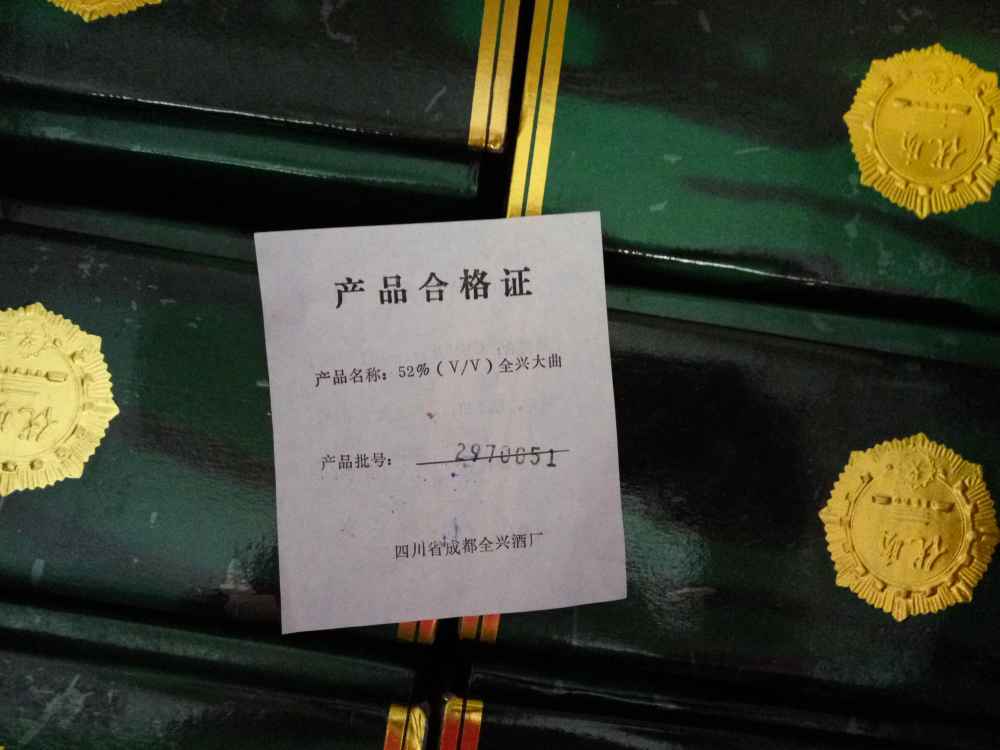 产品合格证
产品名称：52%（V/V）全兴大曲
产品批号： 2970051
四川省成都全兴酒厂